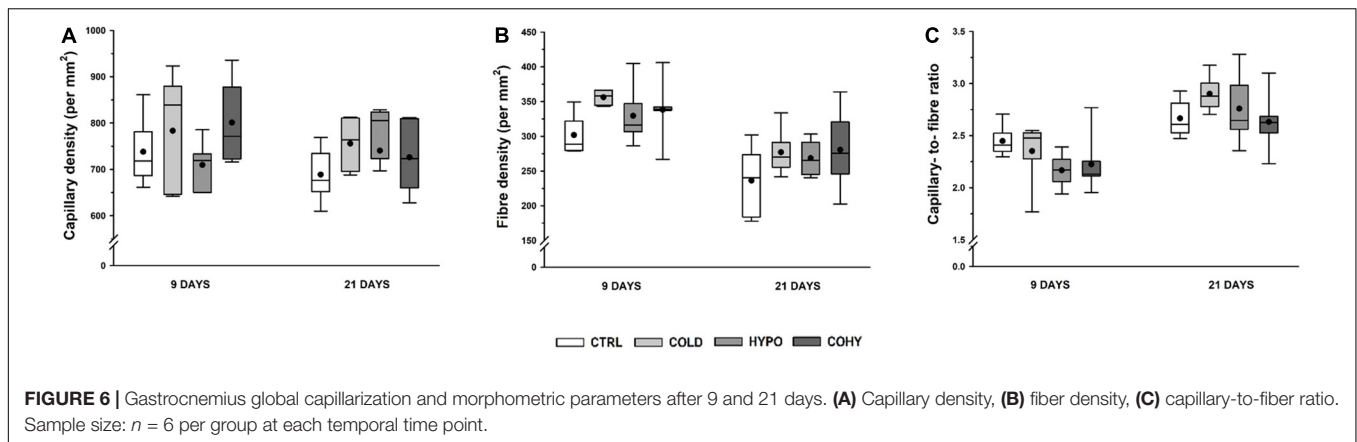 A
Capillary density (per mm²)
1000
900
800
700
600
0
9 DAYS
21 DAYS
B
Fibre density (per mm²)
450
400
350
300
250
200
150
0
9 DAYS
21 DAYS
C
Capillary- to- fibre ratio
3.5
3.0
2.5
2.0
1.5
0.0
9 DAYS
21 DAYS
CTRL COLD HYPO COHY
FIGURE 6 | Gastrocnemius global capillarization and morphometric parameters after 9 and 21 days. (A) Capillary density, (B) fiber density, (C) capillary-to-fiber ratio.
Sample size: n = 6 per group at each temporal time point.